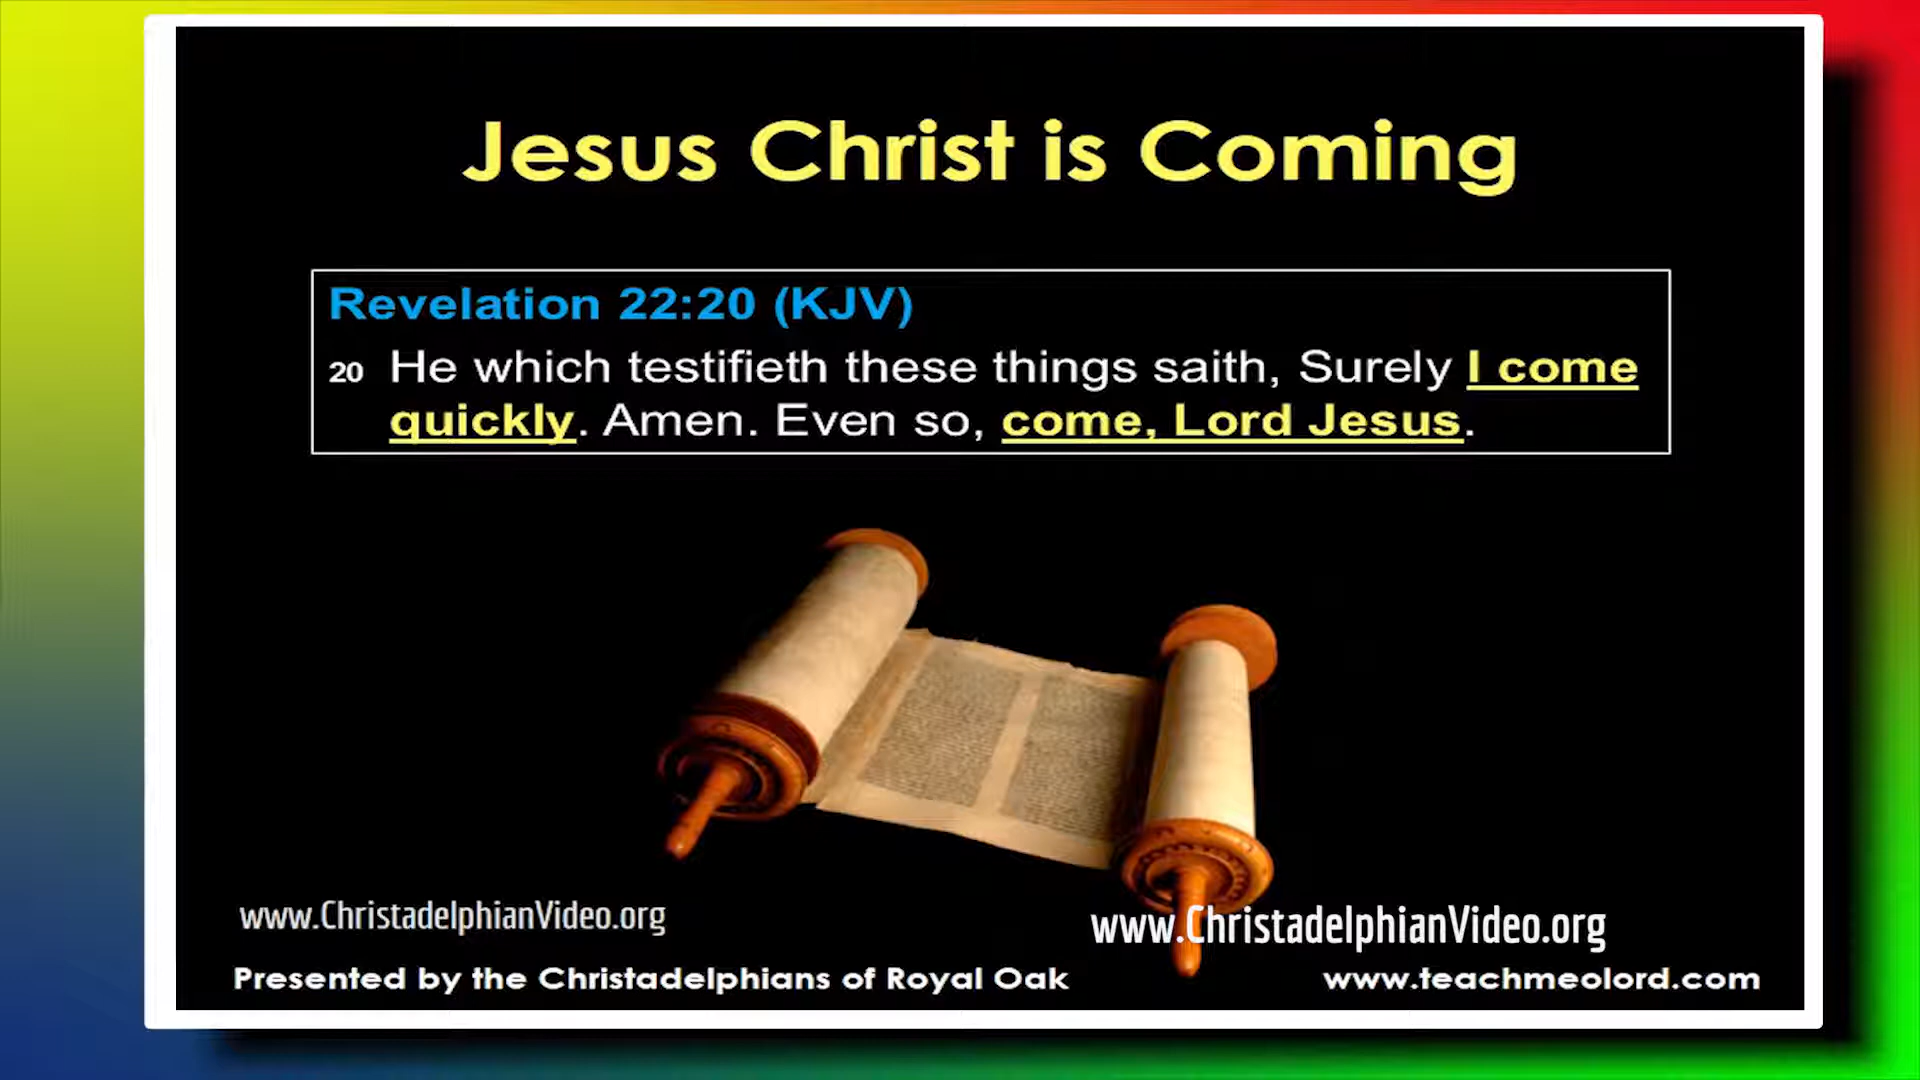 Jesus Christ is Coming
Revelation 22:20 (KJV)
20 He which testifieth these things saith, Surely I come
quickly. Amen. Even so, come, Lord Jesus.
www.ChristadelphianVideo.org
www.ChristadelphianVideo.org
Presented by the Christadelphians of Royal Oak
www.teachmeolord.com